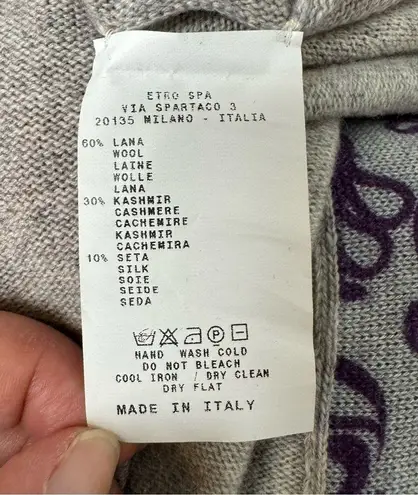 ETRO SPA
VIA SPARTACO 3
20135 MILANO - ITALIA
60% LANA
WOOL
LAINE
WOLLE
LANA
30% KASHMIR
CASHMERE
CACHEMIRE
KASHMIR
CACHEMIRA
10% SETA
SILK
SOIE
SEIDE
SEDA
P
HAND WASH COLD
DO NOT BLEACH
COOL IRON / DRY CLEAN
DRY FLAT
MADE IN ITALY